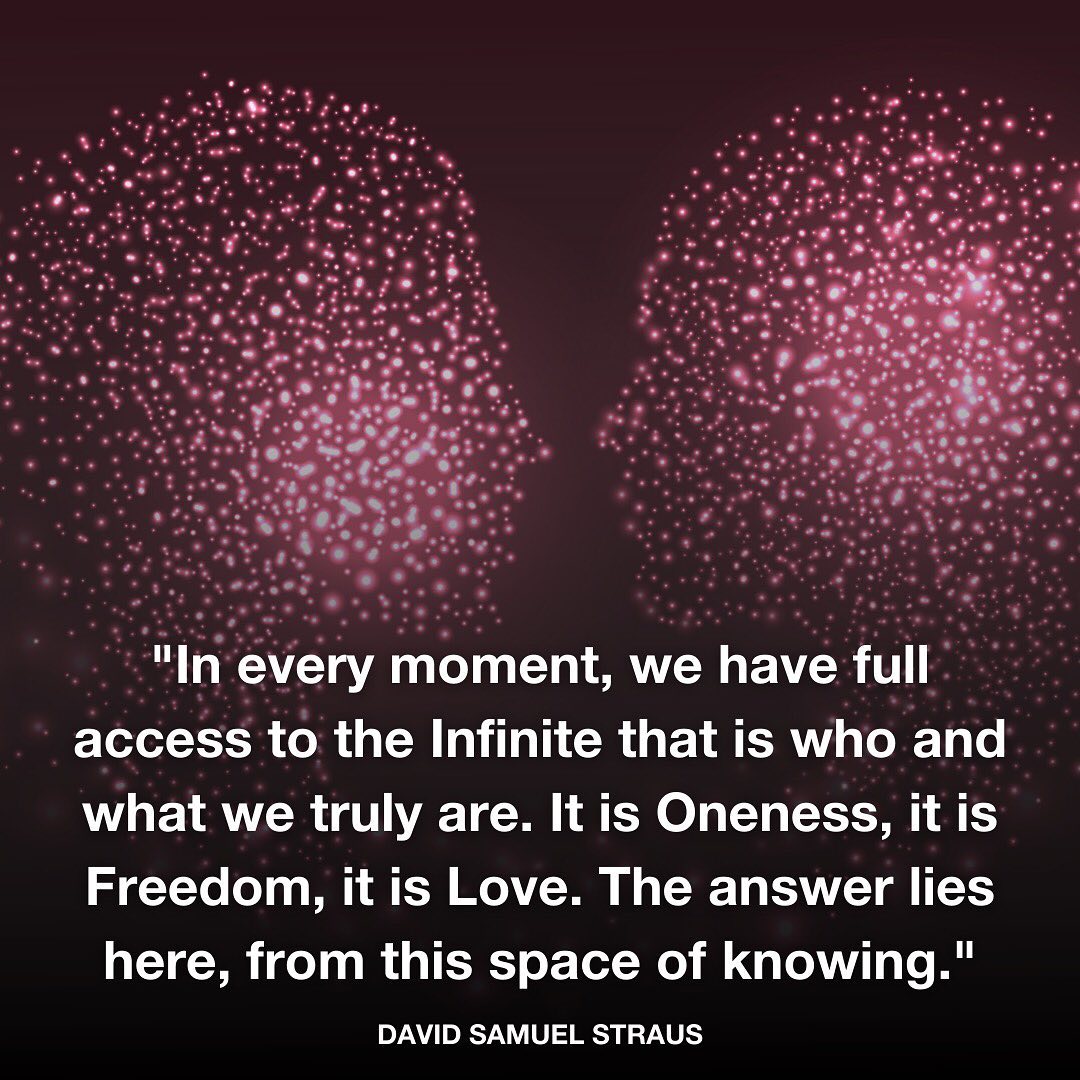 "In every moment, we have full
access to the Infinite that is who and
what we truly are. It is Oneness, it is
Freedom, it is Love. The answer lies
here, from this space of knowing."
DAVID SAMUEL STRAUS